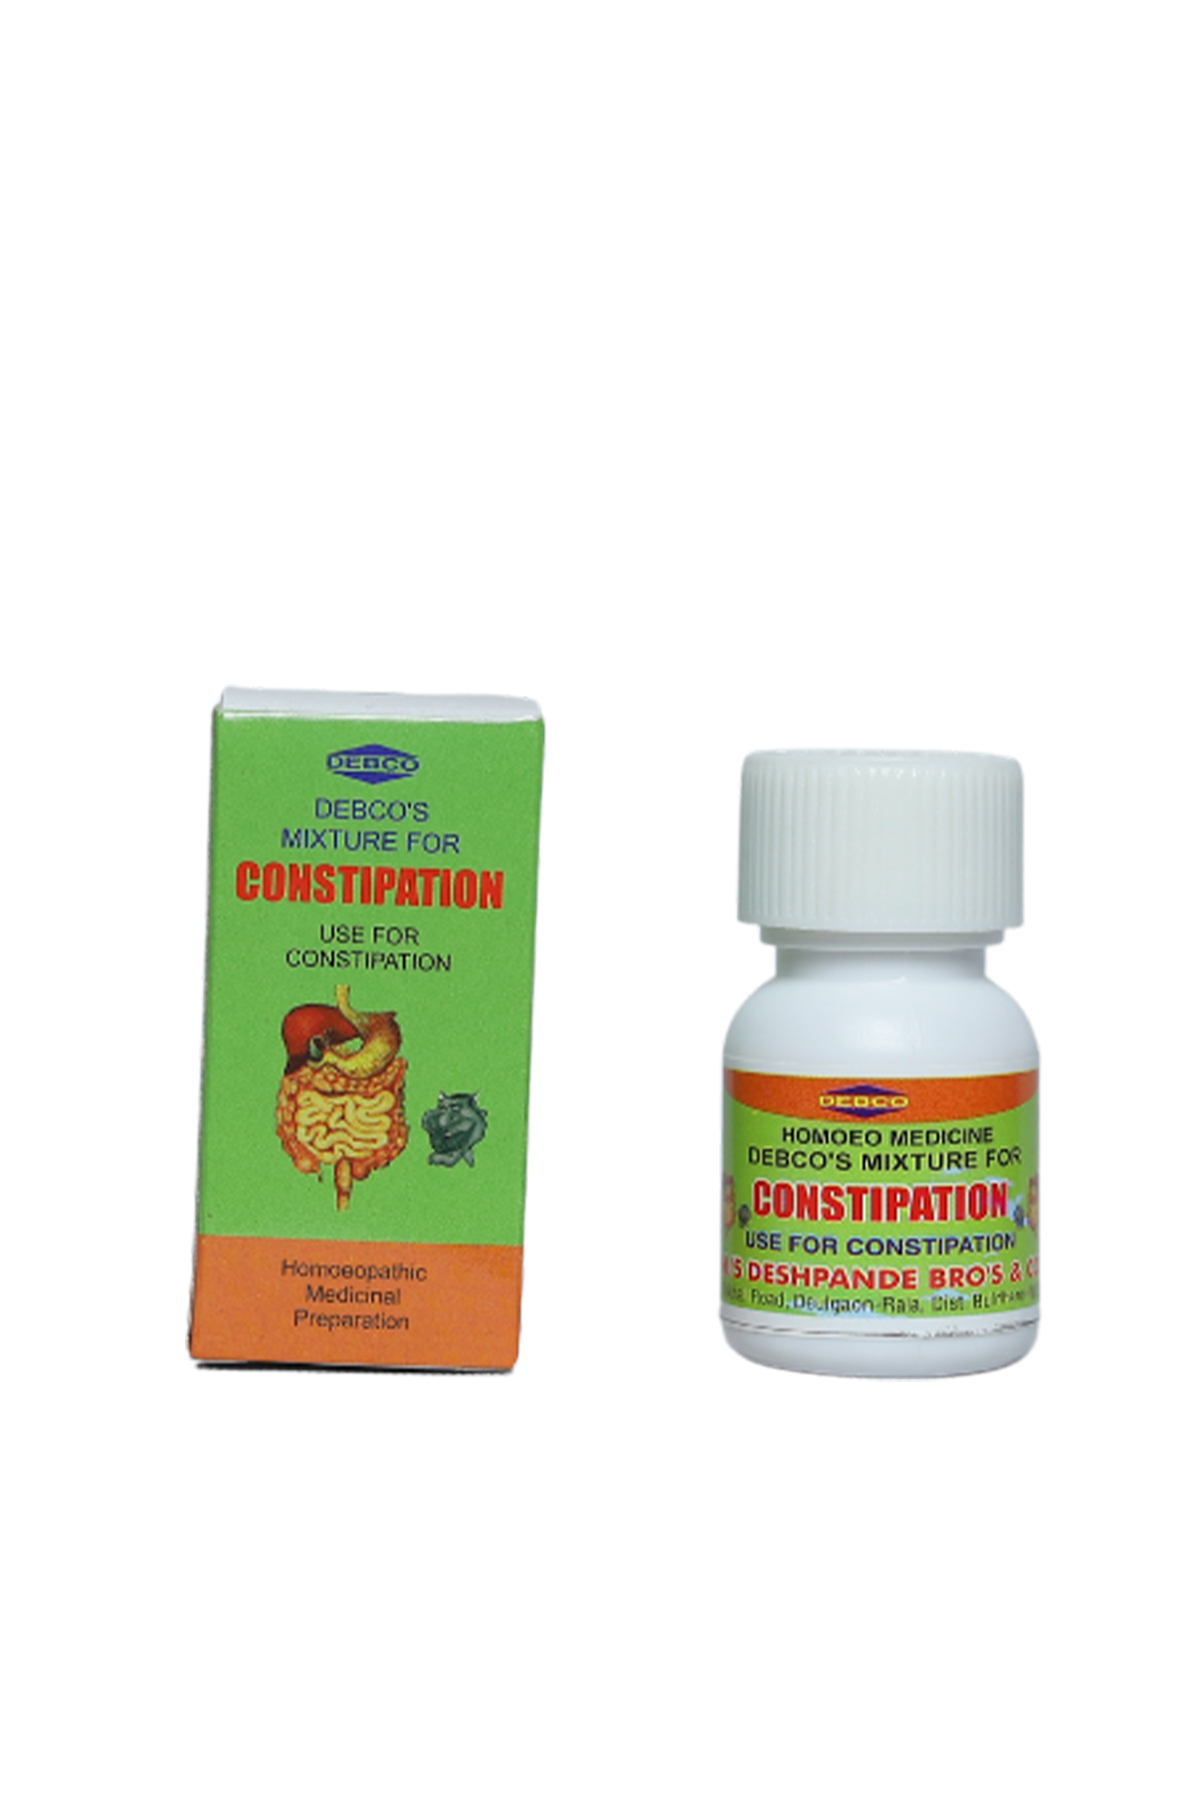 DEBCO
DEBCO'S
MIXTURE FOR
CONSTIPATION
USE FOR
CONSTIPATION
Homoeopathic
Medicinal
Preparation
DEBCO
HOMOEO MEDICINE
DEBCO'S MIXTURE FOR
CONSTIPATION
USE FOR CONSTIPATION
DESHPANDE BRO'S &
Road, Deulgaon-Raja, Dist.